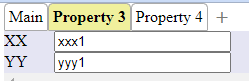 Main Property 3 Property 4 +
XX xxx1
YY yyy1